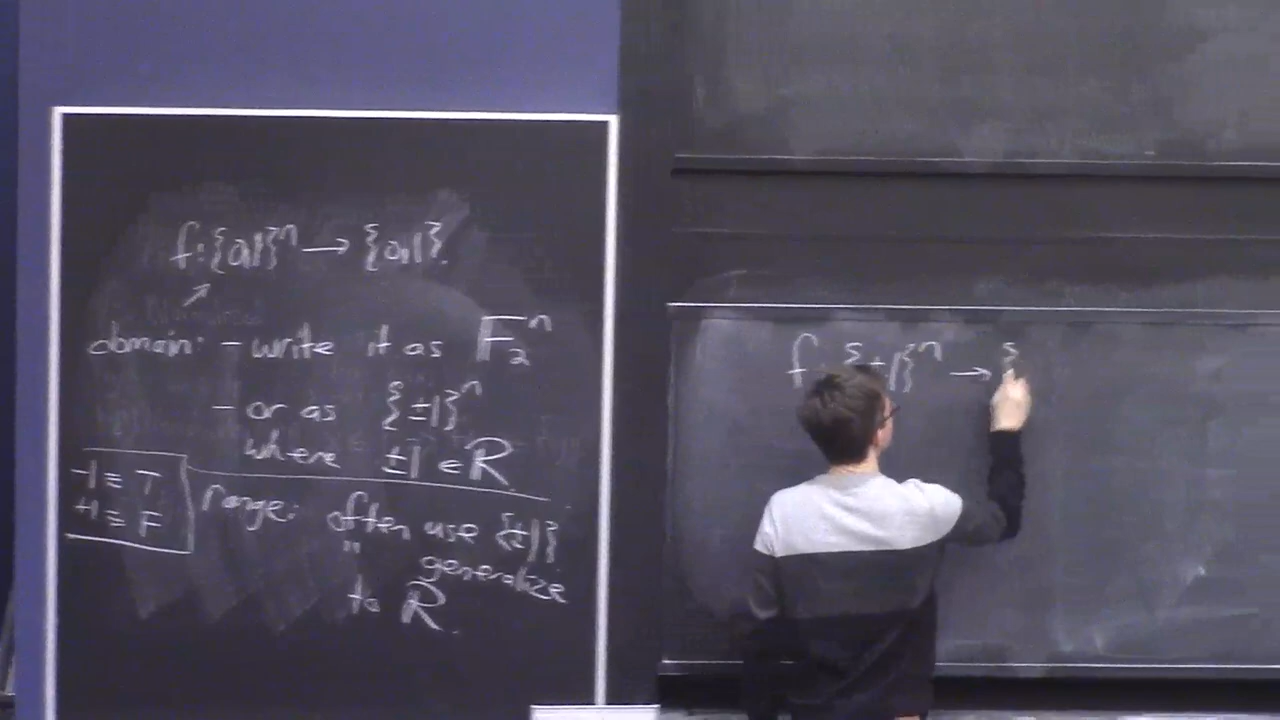 f: {0,1}ⁿ → {0,1}.
domain: - write it as F₂ⁿ
- or as {±1}ⁿ
where ±1 ∈ ℝ.
-1 ≡ T
+1 ≡ F
range: often use {±1}
" generalize
to ℝ.
f: {±1}ⁿ → {